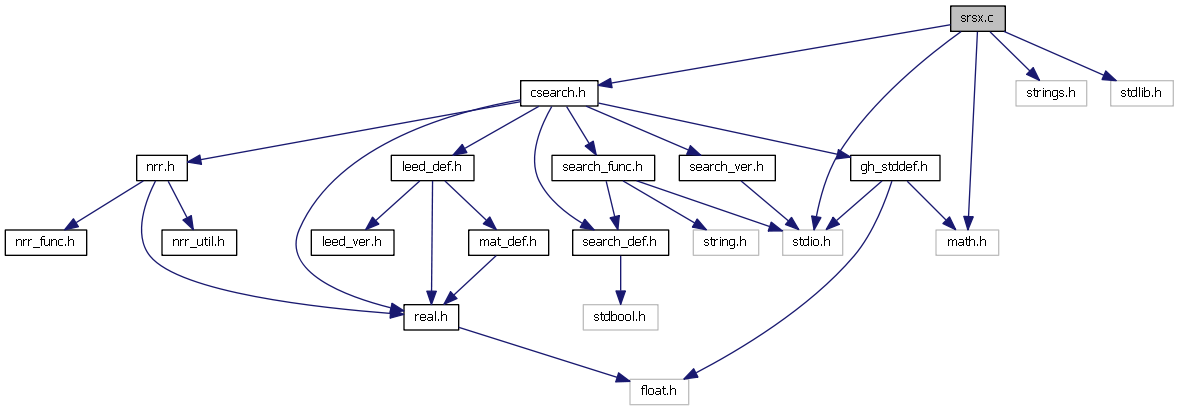 srsx.c
csearch.h
strings.h
stdlib.h
nrr.h
leed_def.h
search_func.h
search_ver.h
gh_stddef.h
nrr_func.h
nrr_util.h
leed_ver.h
mat_def.h
search_def.h
string.h
stdio.h
math.h
real.h
stdbool.h
float.h